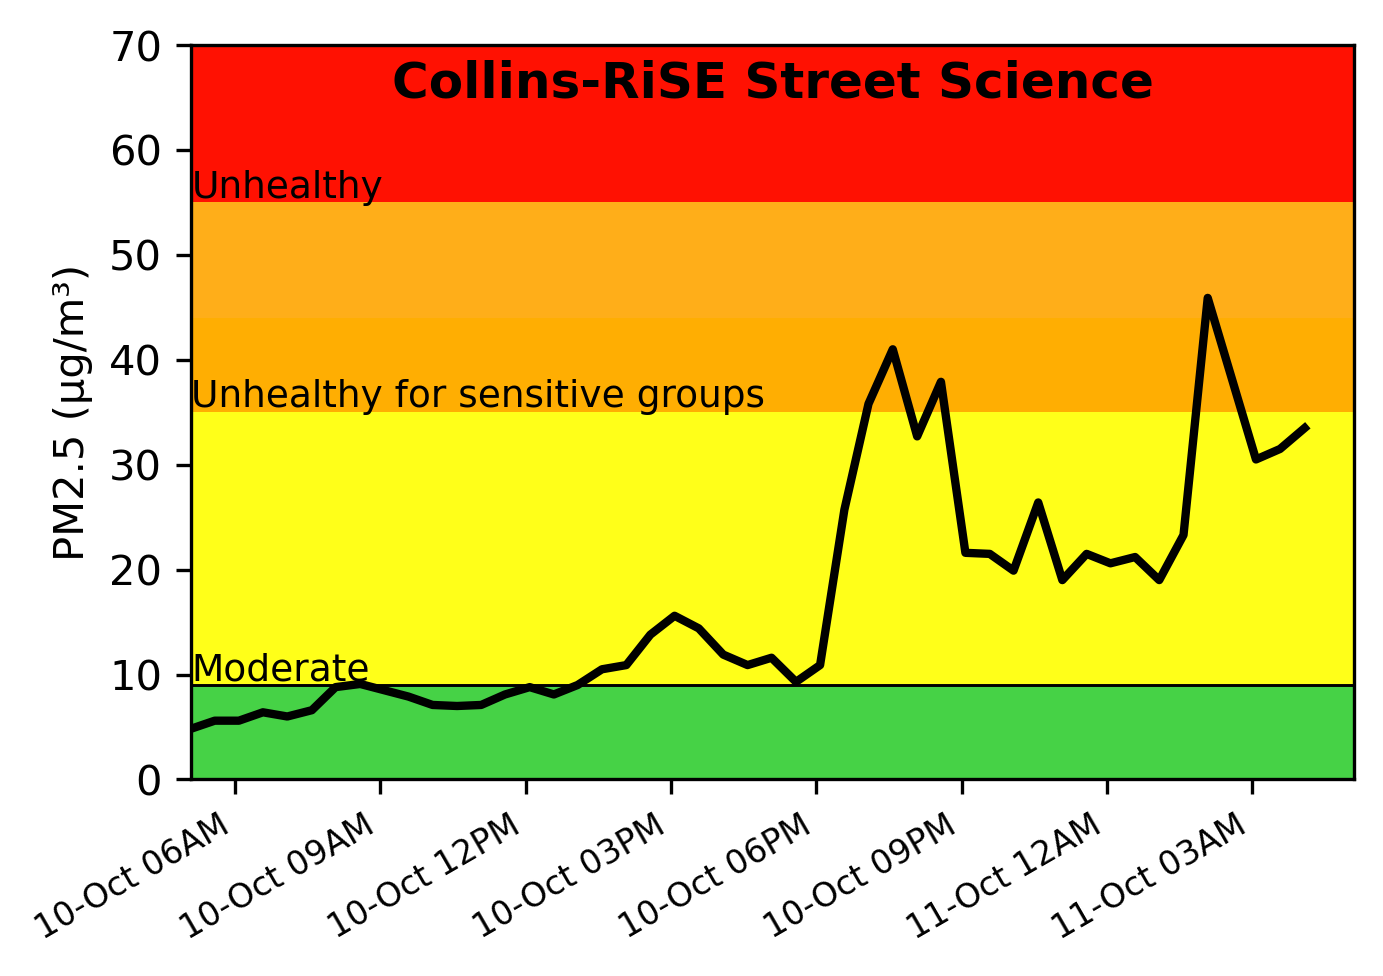 Collins-RiSE Street Science
70
60
Unhealthy
50
40
Unhealthy for sensitive groups
30
20
Moderate
10
0
PM2.5 (µg/m³)
10-Oct 06AM
10-Oct 09AM
10-Oct 12PM
10-Oct 03PM
10-Oct 06PM
10-Oct 09PM
11-Oct 12AM
11-Oct 03AM